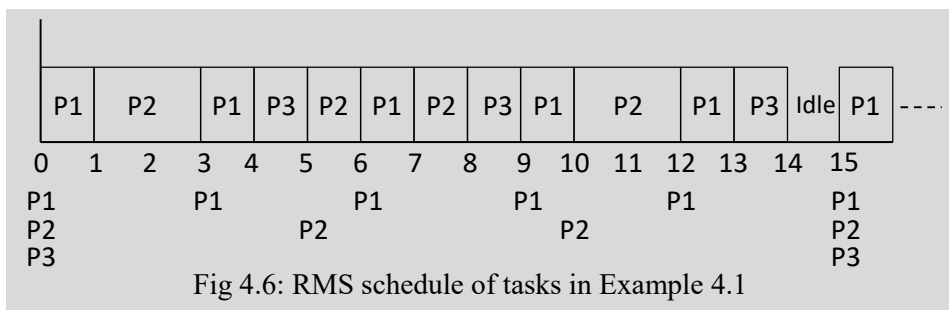 P1 P2 P1 P3 P2 P1 P2 P3 P1 P2 P1 P3 Idle P1
0 1 2 3 4 5 6 7 8 9 10 11 12 13 14 15
P1 P1 P1 P1 P1 P1
P2 P2 P2 P2
P3 P3
Fig 4.6: RMS schedule of tasks in Example 4.1